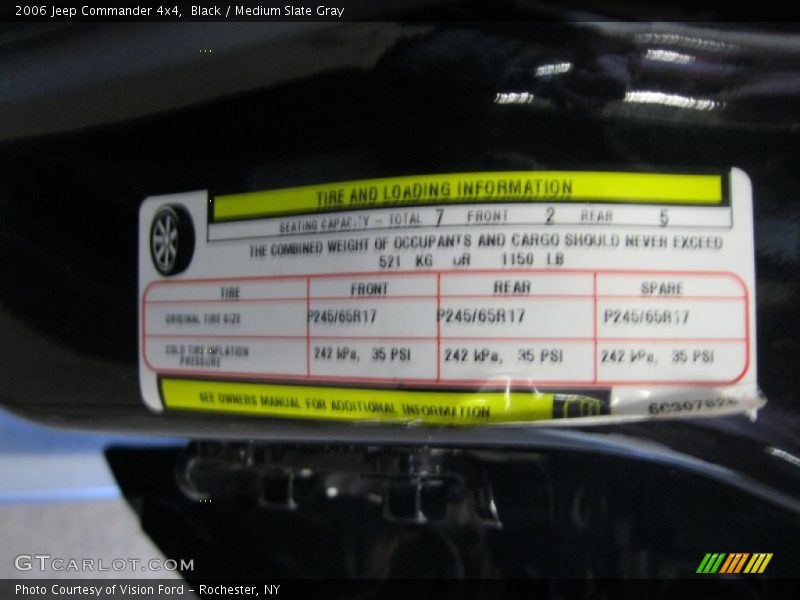 2006 Jeep Commander 4x4, Black / Medium Slate Gray
TIRE AND LOADING INFORMATION
SEATING CAPACITY - TOTAL 7 FRONT 2 REAR 5
THE COMBINED WEIGHT OF OCCUPANTS AND CARGO SHOULD NEVER EXCEED
521 KG OR 1150 LB
TIRE FRONT REAR SPARE
ORIGINAL TIRE SIZE P245/65R17 P245/65R17 P245/65R17
COLD TIRE INFLATION PRESSURE 242 kPa, 35 PSI 242 kPa, 35 PSI 242 kPa, 35 PSI
SEE OWNERS MANUAL FOR ADDITIONAL INFORMATION
GTCARLOT.COM
Photo Courtesy of Vision Ford - Rochester, NY